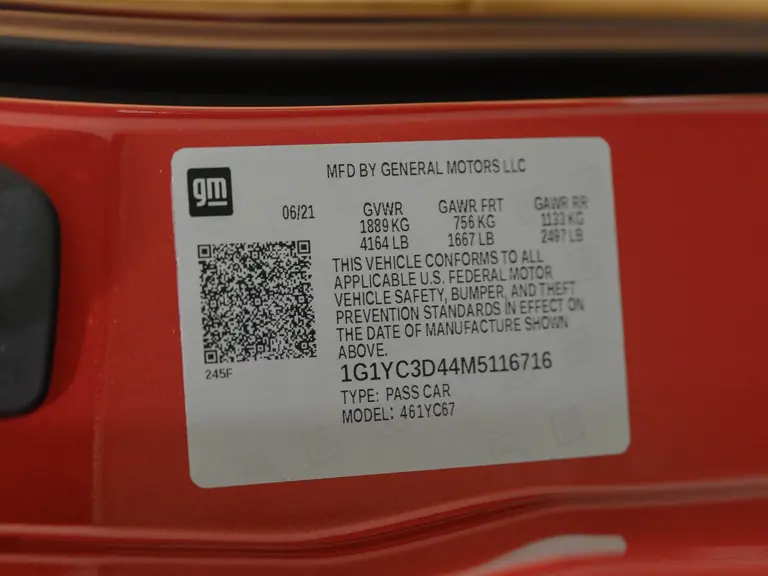 gm
MFD BY GENERAL MOTORS LLC
06/21
GVWR GAWR FRT GAWR RR
1889 KG 756 KG 1133 KG
4164 LB 1667 LB 2497 LB
THIS VEHICLE CONFORMS TO ALL
APPLICABLE U.S. FEDERAL MOTOR
VEHICLE SAFETY, BUMPER, AND THEFT
PREVENTION STANDARDS IN EFFECT ON
THE DATE OF MANUFACTURE SHOWN
ABOVE.
245F
1G1YC3D44M5116716
TYPE: PASS CAR
MODEL: 461YC67